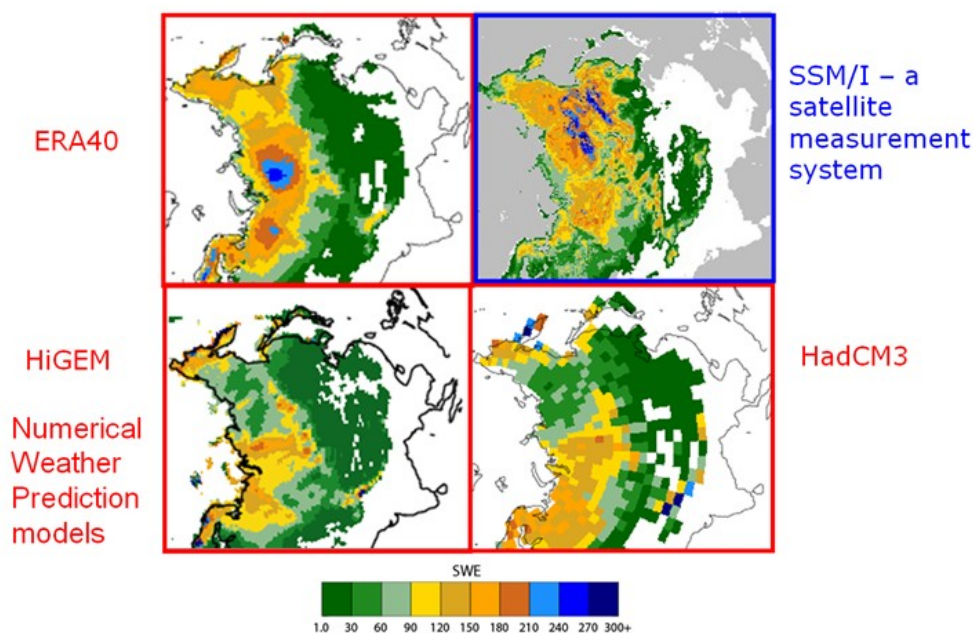 ERA40
SSM/I – a
satellite
measurement
system
HiGEM
Numerical
Weather
Prediction
models
HadCM3
SWE
1.0 30 60 90 120 150 180 210 240 270 300+